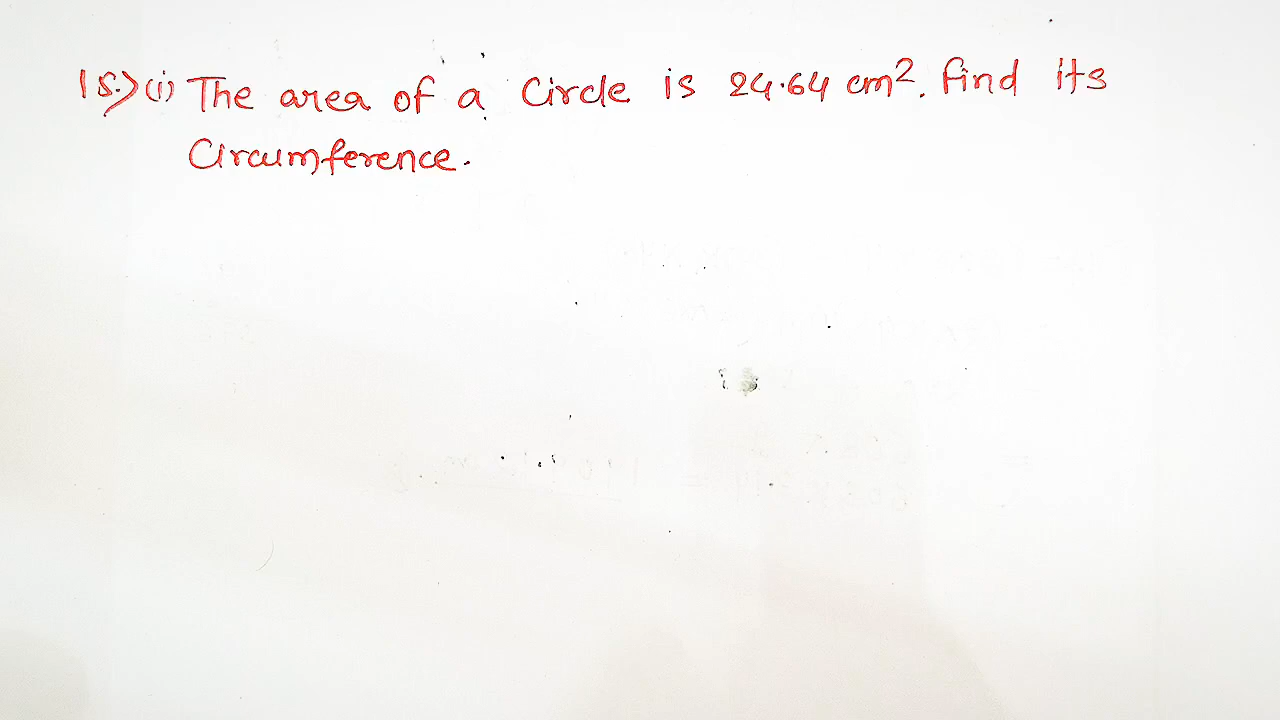 15.>(i) The area of a Circle is 24.64 cm². find its
Circumference.